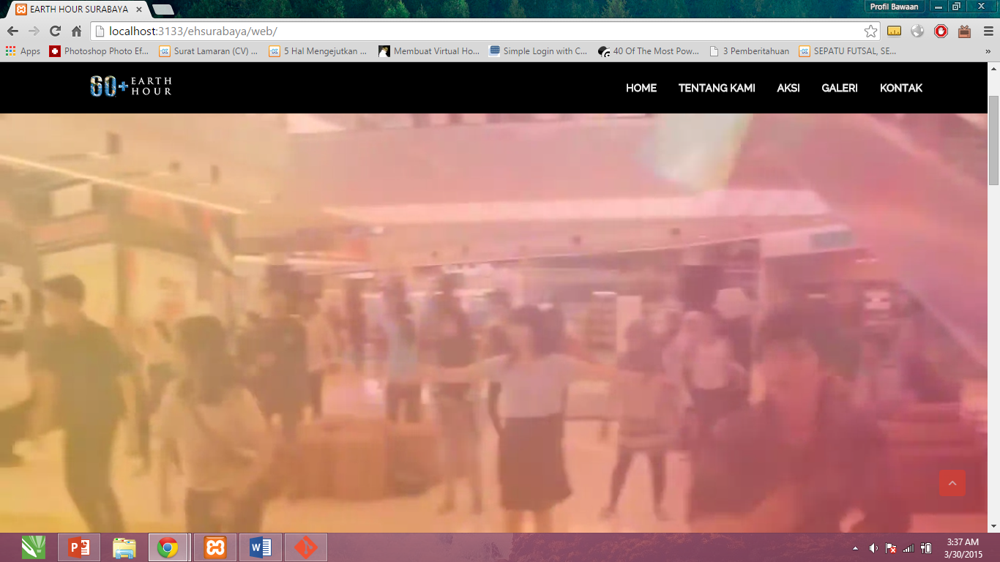 EARTH HOUR SURABAYA
Profil Bawaan
localhost:3133/ehsurabaya/web/
Apps
Photoshop Photo Ef...
Surat Lamaran (CV) ...
5 Hal Mengejutkan ...
Membuat Virtual Ho...
Simple Login with C...
40 Of The Most Pow...
3 Pemberitahuan
SEPATU FUTSAL, SE...
»
60+ EARTH HOUR
HOME TENTANG KAMI AKSI GALERI KONTAK
3:37 AM
3/30/2015